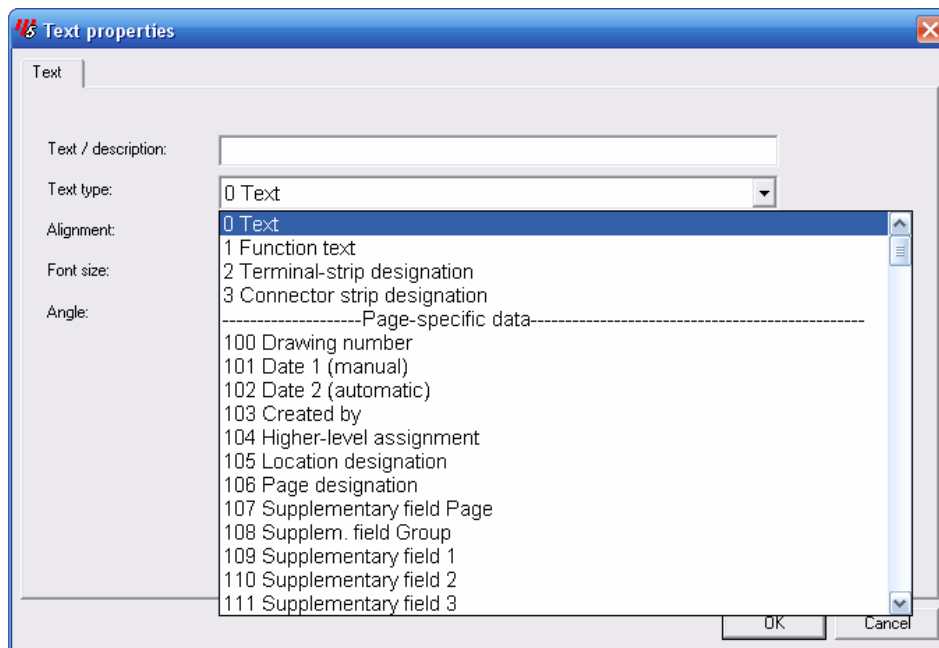 Text properties
Text
Text / description:
Text type:
0 Text
Alignment:
Font size:
Angle:
0 Text
1 Function text
2 Terminal-strip designation
3 Connector strip designation
--------------------Page-specific data------------------------------------------------
100 Drawing number
101 Date 1 (manual)
102 Date 2 (automatic)
103 Created by
104 Higher-level assignment
105 Location designation
106 Page designation
107 Supplementary field Page
108 Supplem. field Group
109 Supplementary field 1
110 Supplementary field 2
111 Supplementary field 3
OK
Cancel